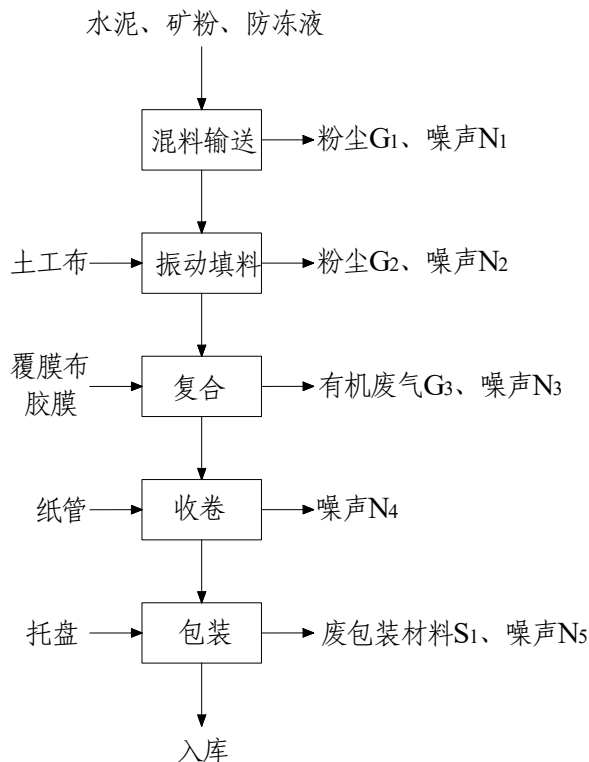 水泥、矿粉、防冻液
混料输送
粉尘G1、噪声N1
土工布
振动填料
粉尘G2、噪声N2
覆膜布
胶膜
复合
有机废气G3、噪声N3
纸管
收卷
噪声N4
托盘
包装
废包装材料S1、噪声N5
入库